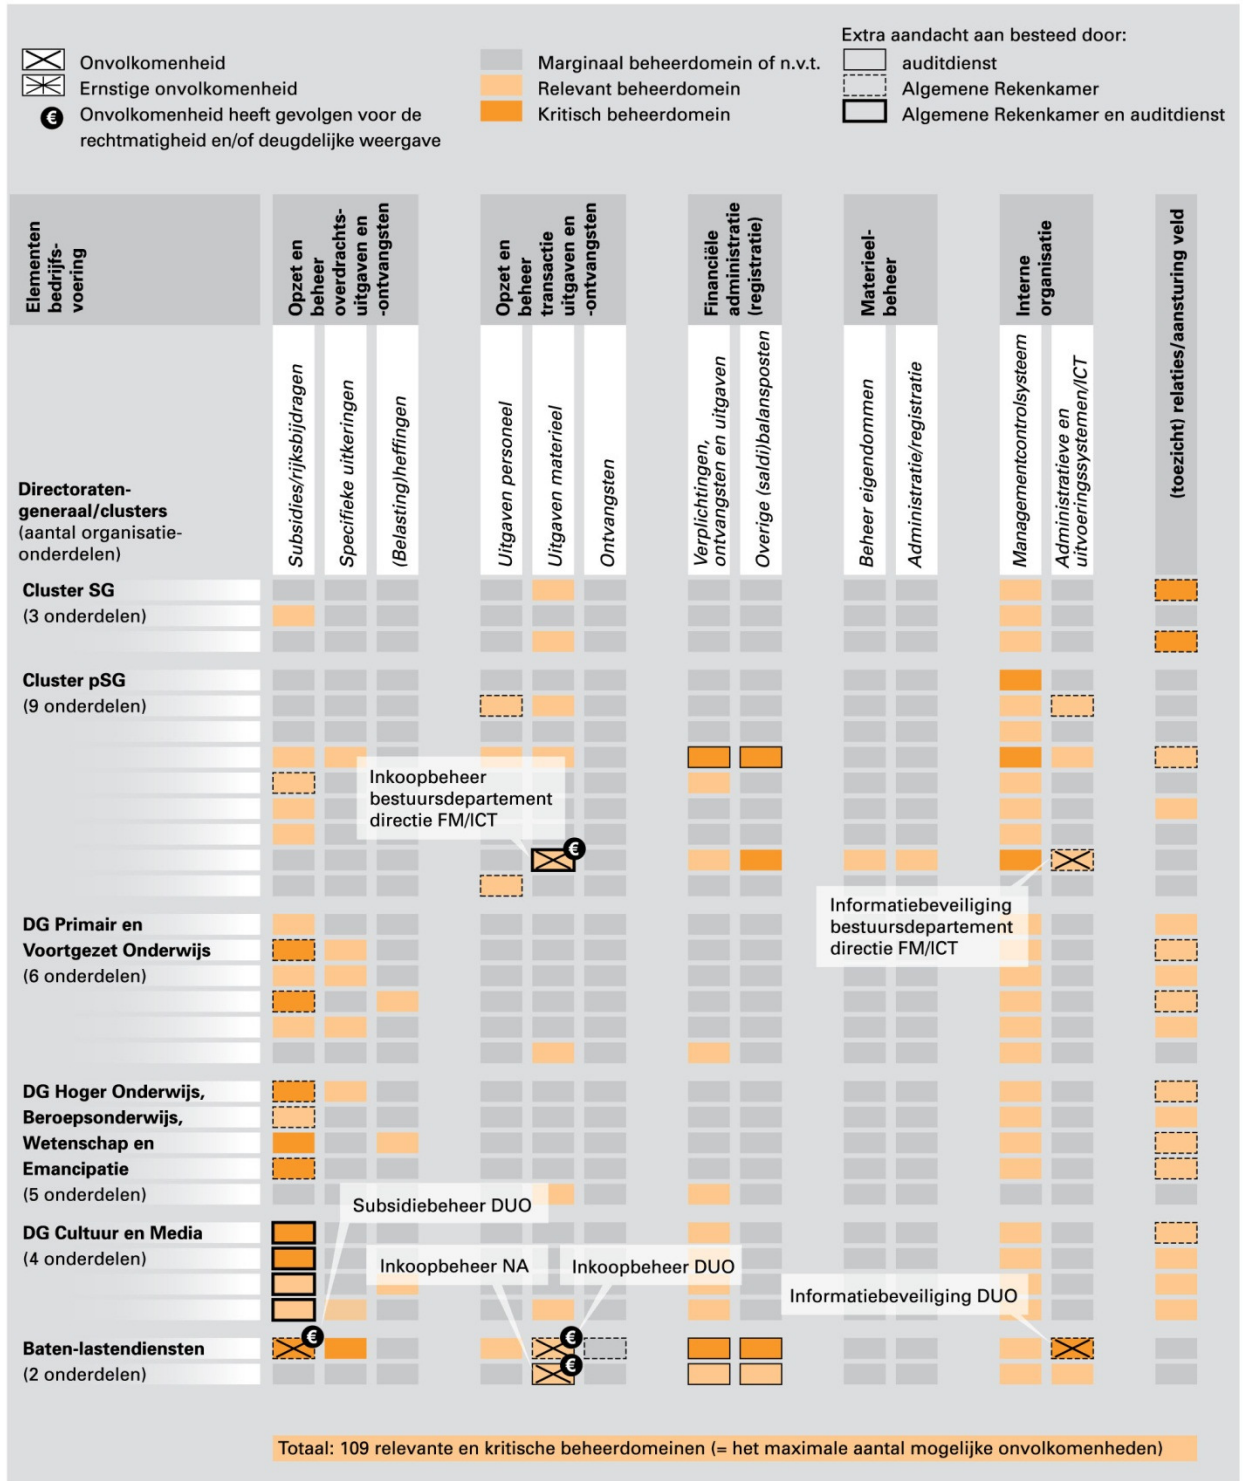 Onvolkomenheid
Ernstige onvolkomenheid
€ Onvolkomenheid heeft gevolgen voor de
rechtmatigheid en/of deugdelijke weergave
Marginaal beheerdomein of n.v.t.
Relevant beheerdomein
Kritisch beheerdomein
Extra aandacht aan besteed door:
auditdienst
Algemene Rekenkamer
Algemene Rekenkamer en auditdienst
Elementen
bedrijfs-
voering
Opzet en
beheer
overdrachts-
uitgaven en
-ontvangsten
Opzet en
beheer
transactie
uitgaven en
-ontvangsten
Financiële
administratie
(registratie)
Materieel-
beheer
Interne
organisatie
(toezicht) relaties/aansturing veld
Directoraten-
generaal/clusters
(aantal organisatie-
onderdelen)
Subsidies/rijksbijdragen
Specifieke uitkeringen
(Belasting)heffingen
Uitgaven personeel
Uitgaven materieel
Ontvangsten
Verplichtingen,
ontvangsten en uitgaven
Overige (saldi)balansposten
Beheer eigendommen
Administratie/registratie
Managementcontrolsysteem
Administratieve en
uitvoeringssystemen/ICT
Cluster SG
(3 onderdelen)
Cluster pSG
(9 onderdelen)
Inkoopbeheer
bestuursdepartement
directie FM/ICT
€
Informatiebeveiliging
bestuursdepartement
directie FM/ICT
DG Primair en
Voortgezet Onderwijs
(6 onderdelen)
DG Hoger Onderwijs,
Beroepsonderwijs,
Wetenschap en
Emancipatie
(5 onderdelen)
Subsidiebeheer DUO
DG Cultuur en Media
(4 onderdelen)
Inkoopbeheer NA
Inkoopbeheer DUO
Informatiebeveiliging DUO
Baten-lastendiensten
€
€
(2 onderdelen)
€
Totaal: 109 relevante en kritische beheerdomeinen (= het maximale aantal mogelijke onvolkomenheden)